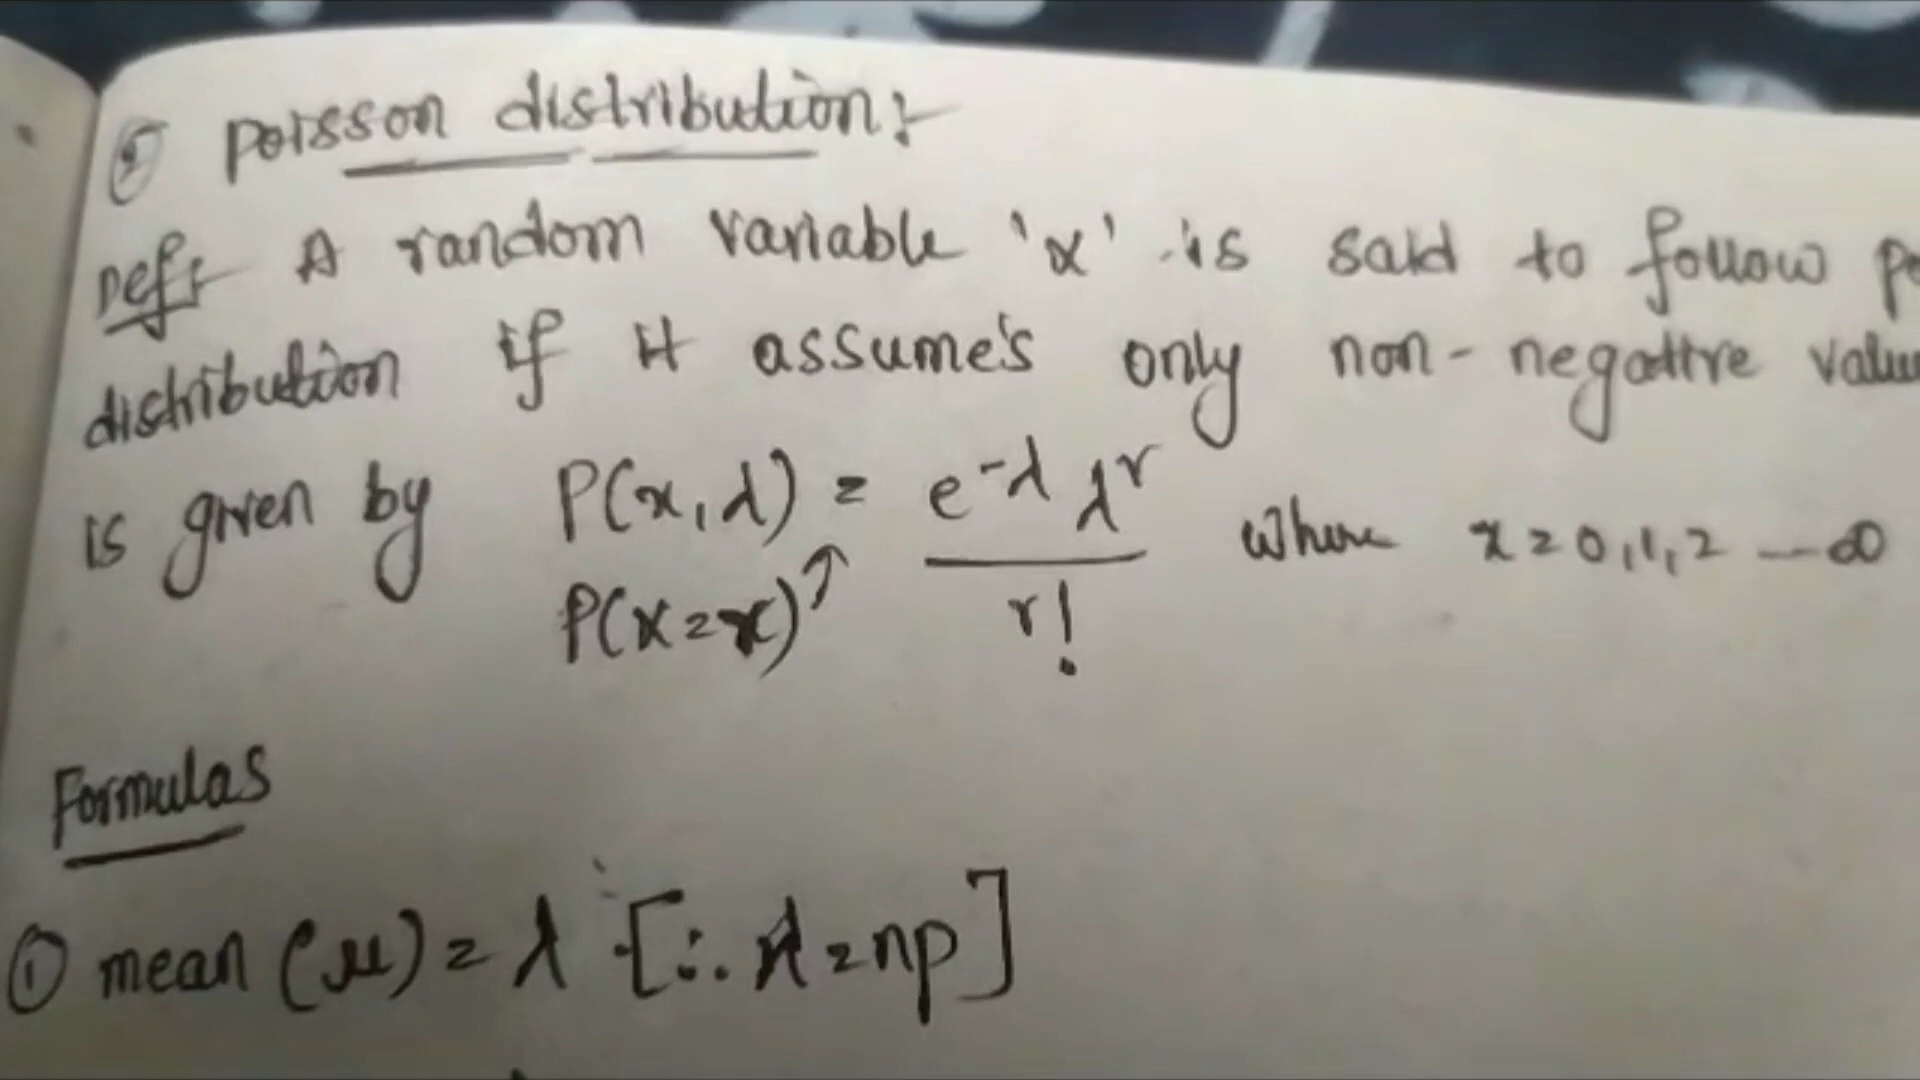 ② Poisson distribution:-
Def:- A random variable 'x' is said to follow
distribution if it assume's only non-negative
is given by P(x, λ) = e^-λ λ^r / r! where x = 0, 1, 2 — ∞
P(x = x)↑
Formulas
① mean (μ) = λ [∴ λ = np]